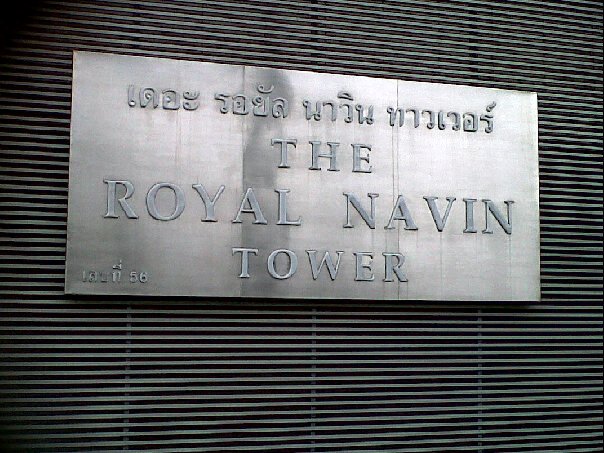 เดอะ รอยัล นาวิน ทาวเวอร์
THE
ROYAL NAVIN
TOWER
เลขที่ 56